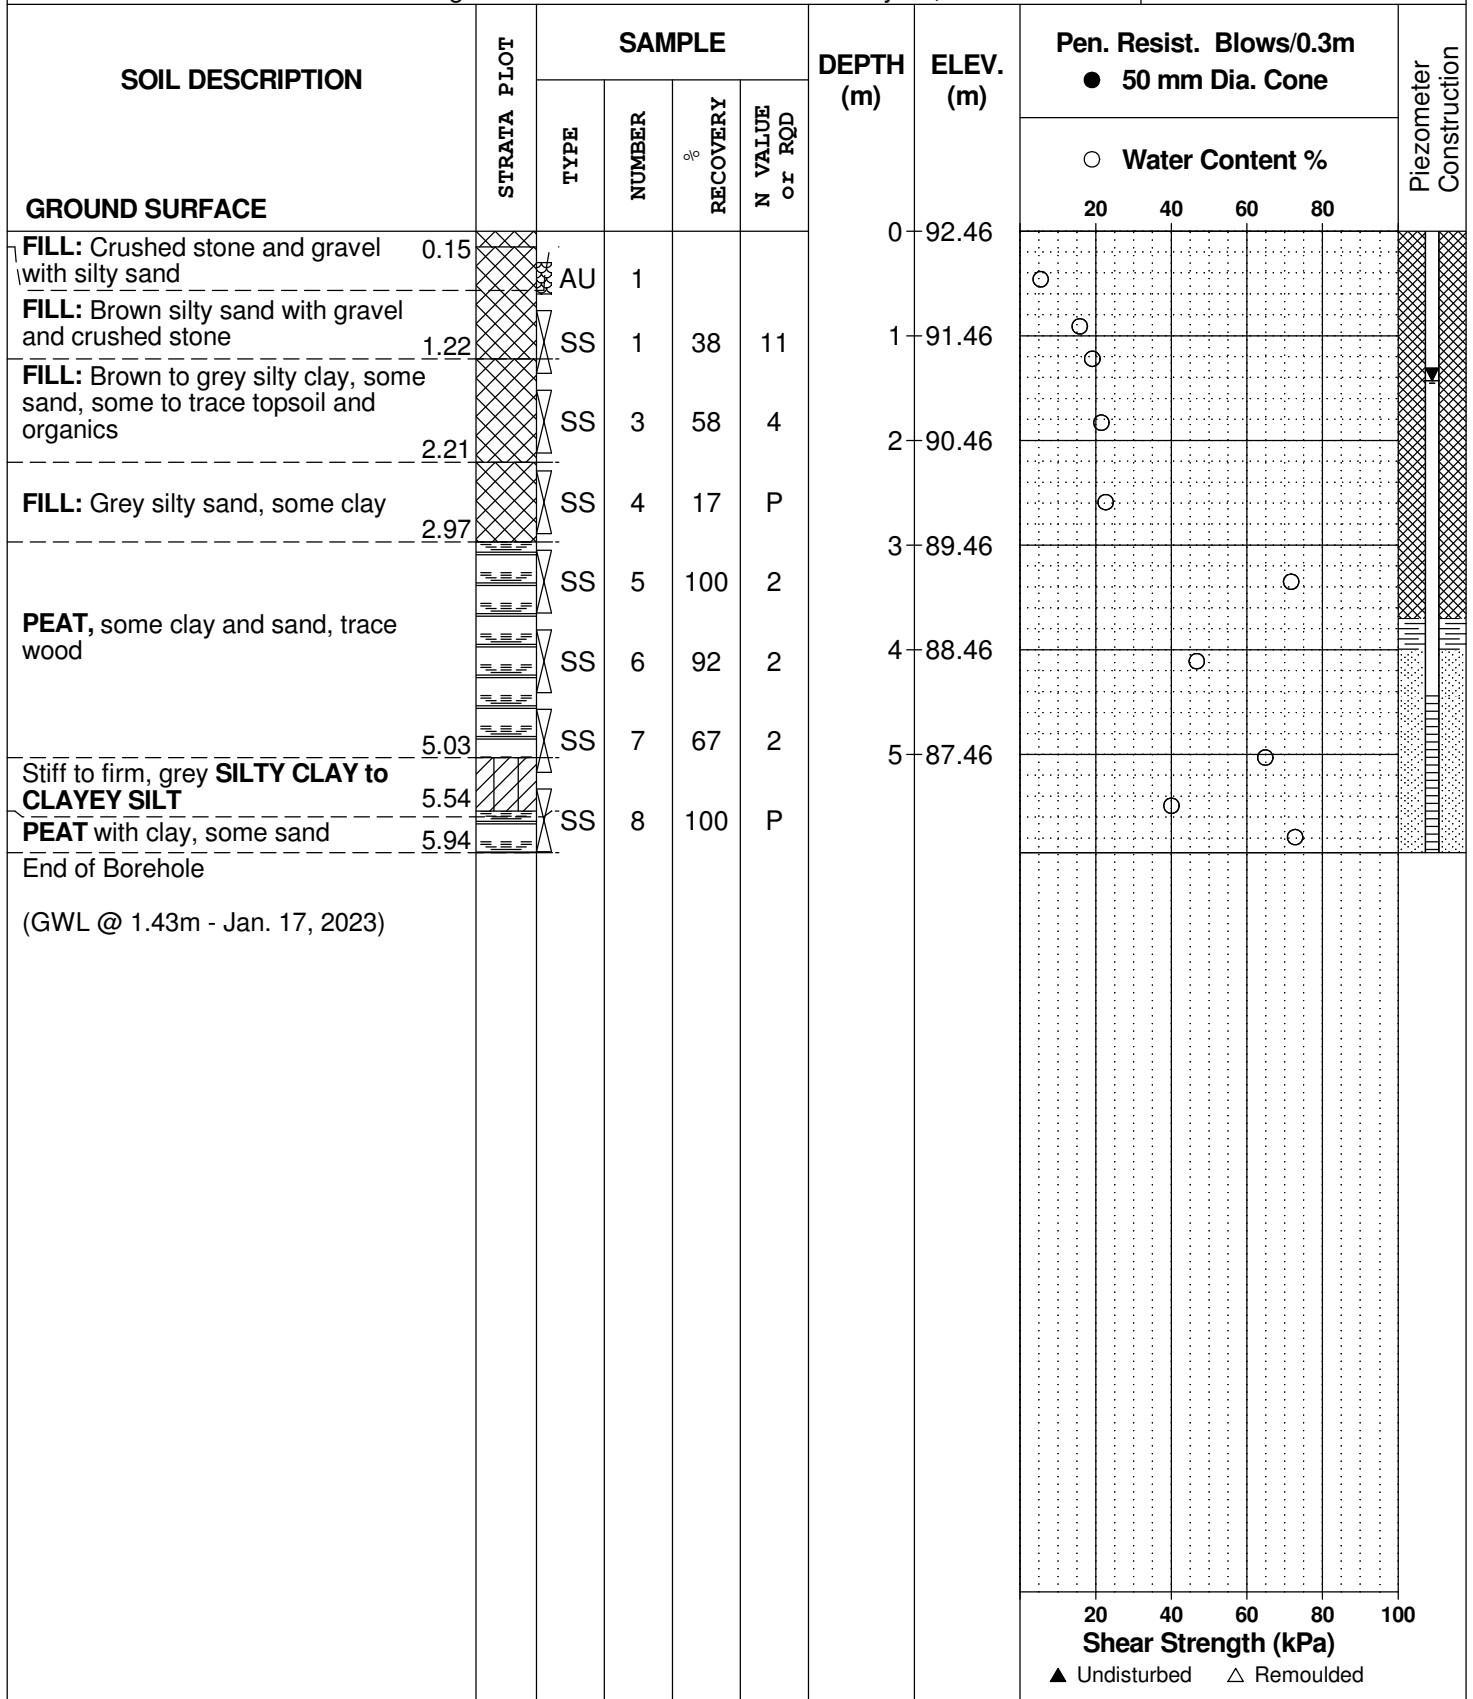 SOIL DESCRIPTION
GROUND SURFACE
STRATA PLOT
SAMPLE
TYPE
NUMBER
%
RECOVERY
N VALUE
or RQD
DEPTH
(m)
ELEV.
(m)
Pen. Resist. Blows/0.3m
● 50 mm Dia. Cone
○ Water Content %
20 40 60 80
Piezometer
Construction
FILL: Crushed stone and gravel 0.15
with silty sand
AU 1
0 92.46
FILL: Brown silty sand with gravel
and crushed stone 1.22
SS 1 38 11
1 91.46
FILL: Brown to grey silty clay, some
sand, some to trace topsoil and
organics
2.21
SS 3 58 4
2 90.46
FILL: Grey silty sand, some clay
2.97
SS 4 17 P
3 89.46
PEAT, some clay and sand, trace
wood
5.03
SS 5 100 2
SS 6 92 2
4 88.46
SS 7 67 2
5 87.46
Stiff to firm, grey SILTY CLAY to
CLAYEY SILT 5.54
SS 8 100 P
PEAT with clay, some sand 5.94
End of Borehole
(GWL @ 1.43m - Jan. 17, 2023)
20 40 60 80 100
Shear Strength (kPa)
▲ Undisturbed △ Remoulded